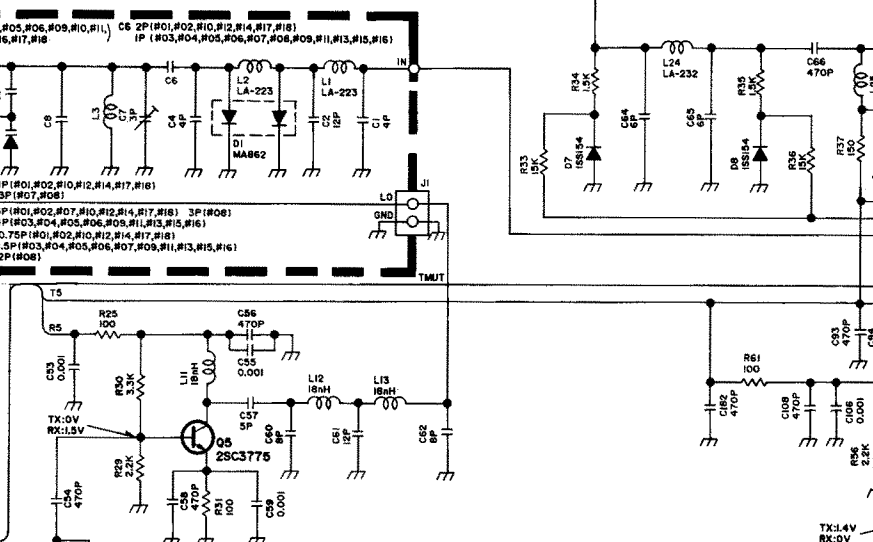 ,#05,#06,#09,#10,#11,
16,#17,#18
C6 2P(#01,#02,#10,#12,#14,#17,#18)
1P (#03,#04,#05,#06,#07,#08,#09,#11,#13,#15,#16)
IN
C6
L2
LA-223
L1
LA-223
C8
L3
C7
3P
C4
4P
D1
MA862
C2
12P
C1
4P
1P(#01,#02,#10,#12,#14,#17,#18)
3P(#07,#08)
P(#01,#02,#07,#10,#12,#14,#17,#18) 3P(#08)
P(#03,#04,#05,#06,#09,#11,#13,#15,#16)
0.75P(#01,#02,#10,#12,#14,#17,#18)
.5P(#03,#04,#05,#06,#07,#09,#11,#13,#15,#16)
2P(#08)
J1
LO
GND
TMUT
R34
1.5K
L24
LA-232
C66
470P
R35
1.5K
C64
6P
C65
6P
R33
15K
D7
1SS154
D8
1SS154
R36
15K
R37
150
T5
R5
R25
100
C56
470P
C55
0.001
C53
0.001
R30
3.3K
L11
18nH
C57
5P
L12
18nH
L13
18nH
C60
8P
C61
12P
C62
8P
TX:0V
RX:1.5V
Q5
2SC3775
R29
2.2K
C54
470P
C58
470P
R31
100
C59
0.001
C93
470P
C94
R61
100
C182
470P
C108
470P
C106
0.001
R56
2.2K
TX:1.4V
RX:0V